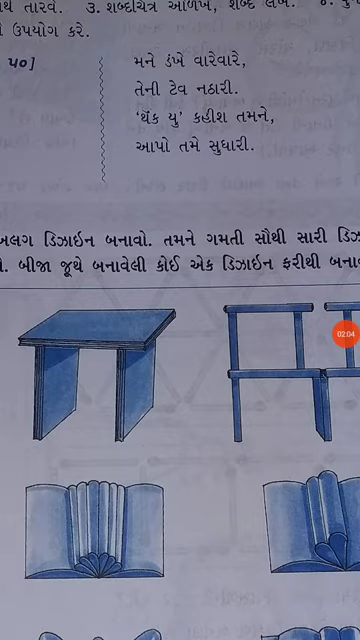 તારવે. ૩. શબ્દચિત્ર ઓળખે, શબ્દ લખે. ૪.
ઉપયોગ કરે.
૫૦]
મને ડંખે વારેવારે,
તેની ટેવ નઠારી.
‘થૅંક યુ’ કહીશ તમને,
આપો તમે સુધારી.
અલગ ડિઝાઇન બનાવો. તમને ગમતી સૌથી સારી
બીજા જૂથે બનાવેલી કોઈ એક ડિઝાઇન ફરીથી
02:04